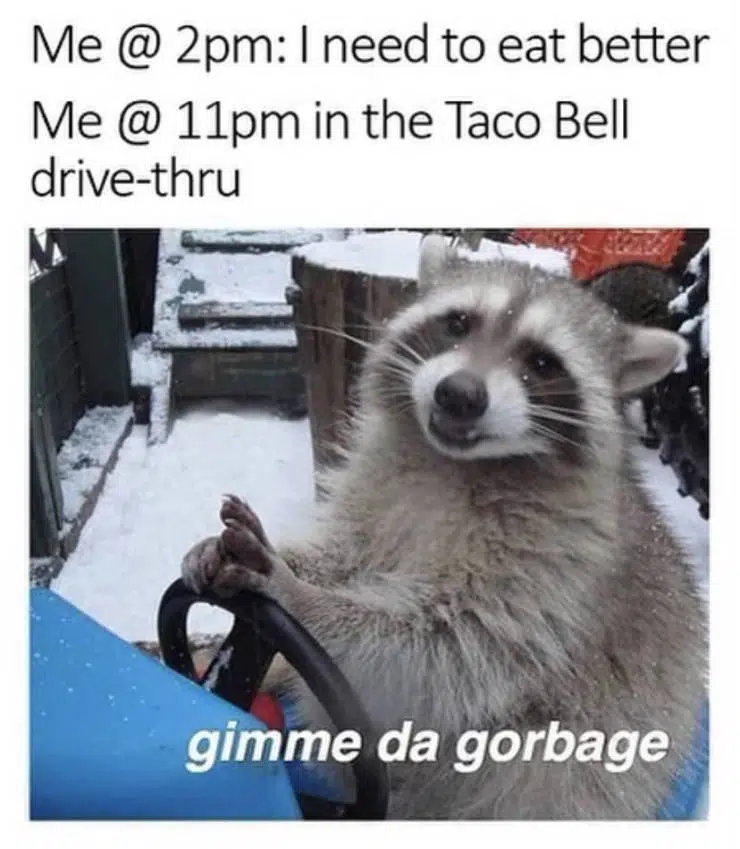 Me @ 2pm: I need to eat better
Me @ 11pm in the Taco Bell
drive-thru
gimme da gorbage